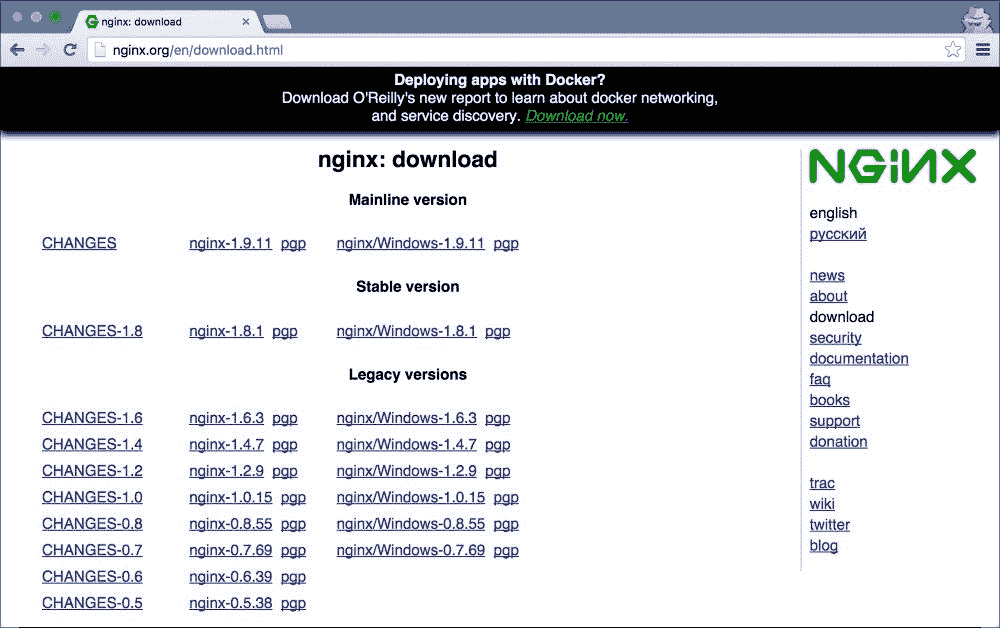 nginx: download
nginx.org/en/download.html
Deploying apps with Docker?
Download O'Reilly's new report to learn about docker networking,
and service discovery. Download now.
nginx: download
Mainline version
CHANGES nginx-1.9.11 pgp nginx/Windows-1.9.11 pgp
Stable version
CHANGES-1.8 nginx-1.8.1 pgp nginx/Windows-1.8.1 pgp
Legacy versions
CHANGES-1.6 nginx-1.6.3 pgp nginx/Windows-1.6.3 pgp
CHANGES-1.4 nginx-1.4.7 pgp nginx/Windows-1.4.7 pgp
CHANGES-1.2 nginx-1.2.9 pgp nginx/Windows-1.2.9 pgp
CHANGES-1.0 nginx-1.0.15 pgp nginx/Windows-1.0.15 pgp
CHANGES-0.8 nginx-0.8.55 pgp nginx/Windows-0.8.55 pgp
CHANGES-0.7 nginx-0.7.69 pgp nginx/Windows-0.7.69 pgp
CHANGES-0.6 nginx-0.6.39 pgp
CHANGES-0.5 nginx-0.5.38 pgp
NGiNX
english
русский
news
about
download
security
documentation
faq
books
support
donation
trac
wiki
twitter
blog